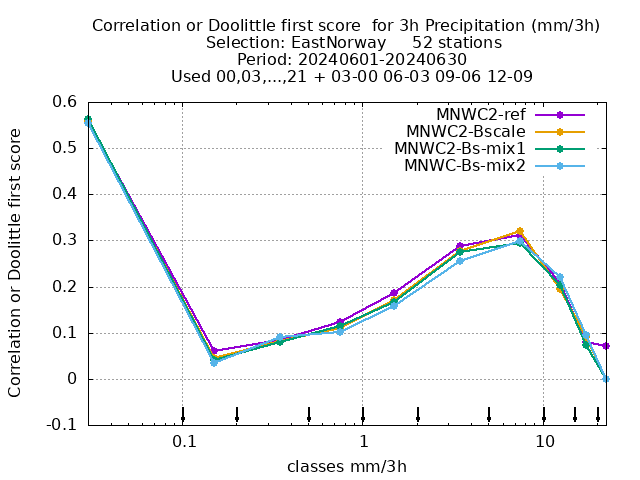 Correlation or Doolittle first score  for 3h Precipitation (mm/3h)
Selection: EastNorway     52 stations
Period: 20240601-20240630
Used 00,03,...,21 + 03-00 06-03 09-06 12-09
MNWC2-ref
MNWC2-Bscale
MNWC2-Bs-mix1
MNWC-Bs-mix2
Correlation or Doolittle first score
0.6
0.5
0.4
0.3
0.2
0.1
0
-0.1
0.1 1 10
classes mm/3h